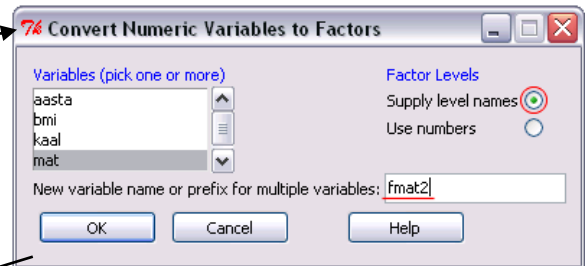 Convert Numeric Variables to Factors
Variables (pick one or more)
aasta
bmi
kaal
mat
Factor Levels
Supply level names
Use numbers
New variable name or prefix for multiple variables: fmat2
OK Cancel Help